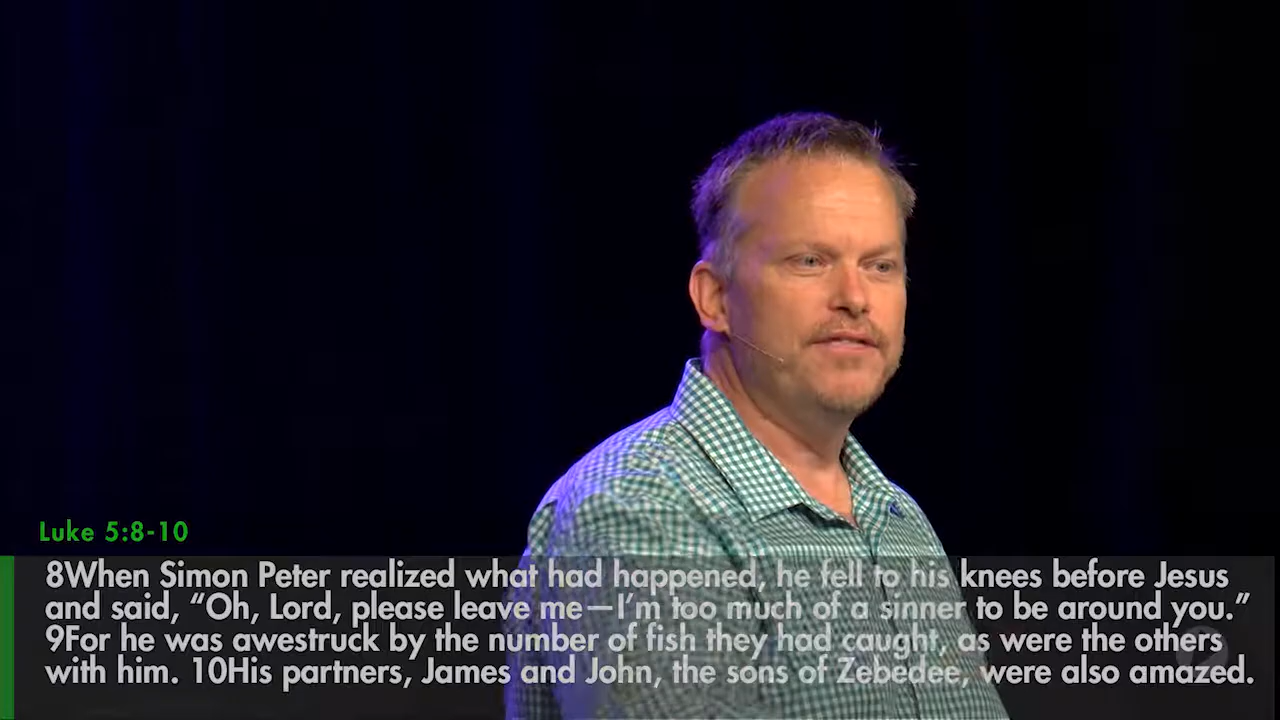 Luke 5:8-10
8When Simon Peter realized what had happened, he fell to his knees before Jesus
and said, “Oh, Lord, please leave me—I’m too much of a sinner to be around you.”
9For he was awestruck by the number of fish they had caught, as were the others
with him. 10His partners, James and John, the sons of Zebedee, were also amazed.